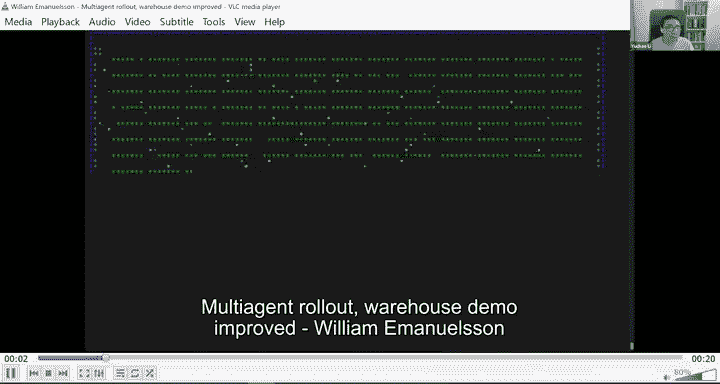 William Emanuelsson - Multiagent rollout, warehouse demo improved - VLC media player
Media Playback Audio Video Subtitle Tools View Help
Multiagent rollout, warehouse demo
improved - William Emanuelsson
00:02
00:20
80%